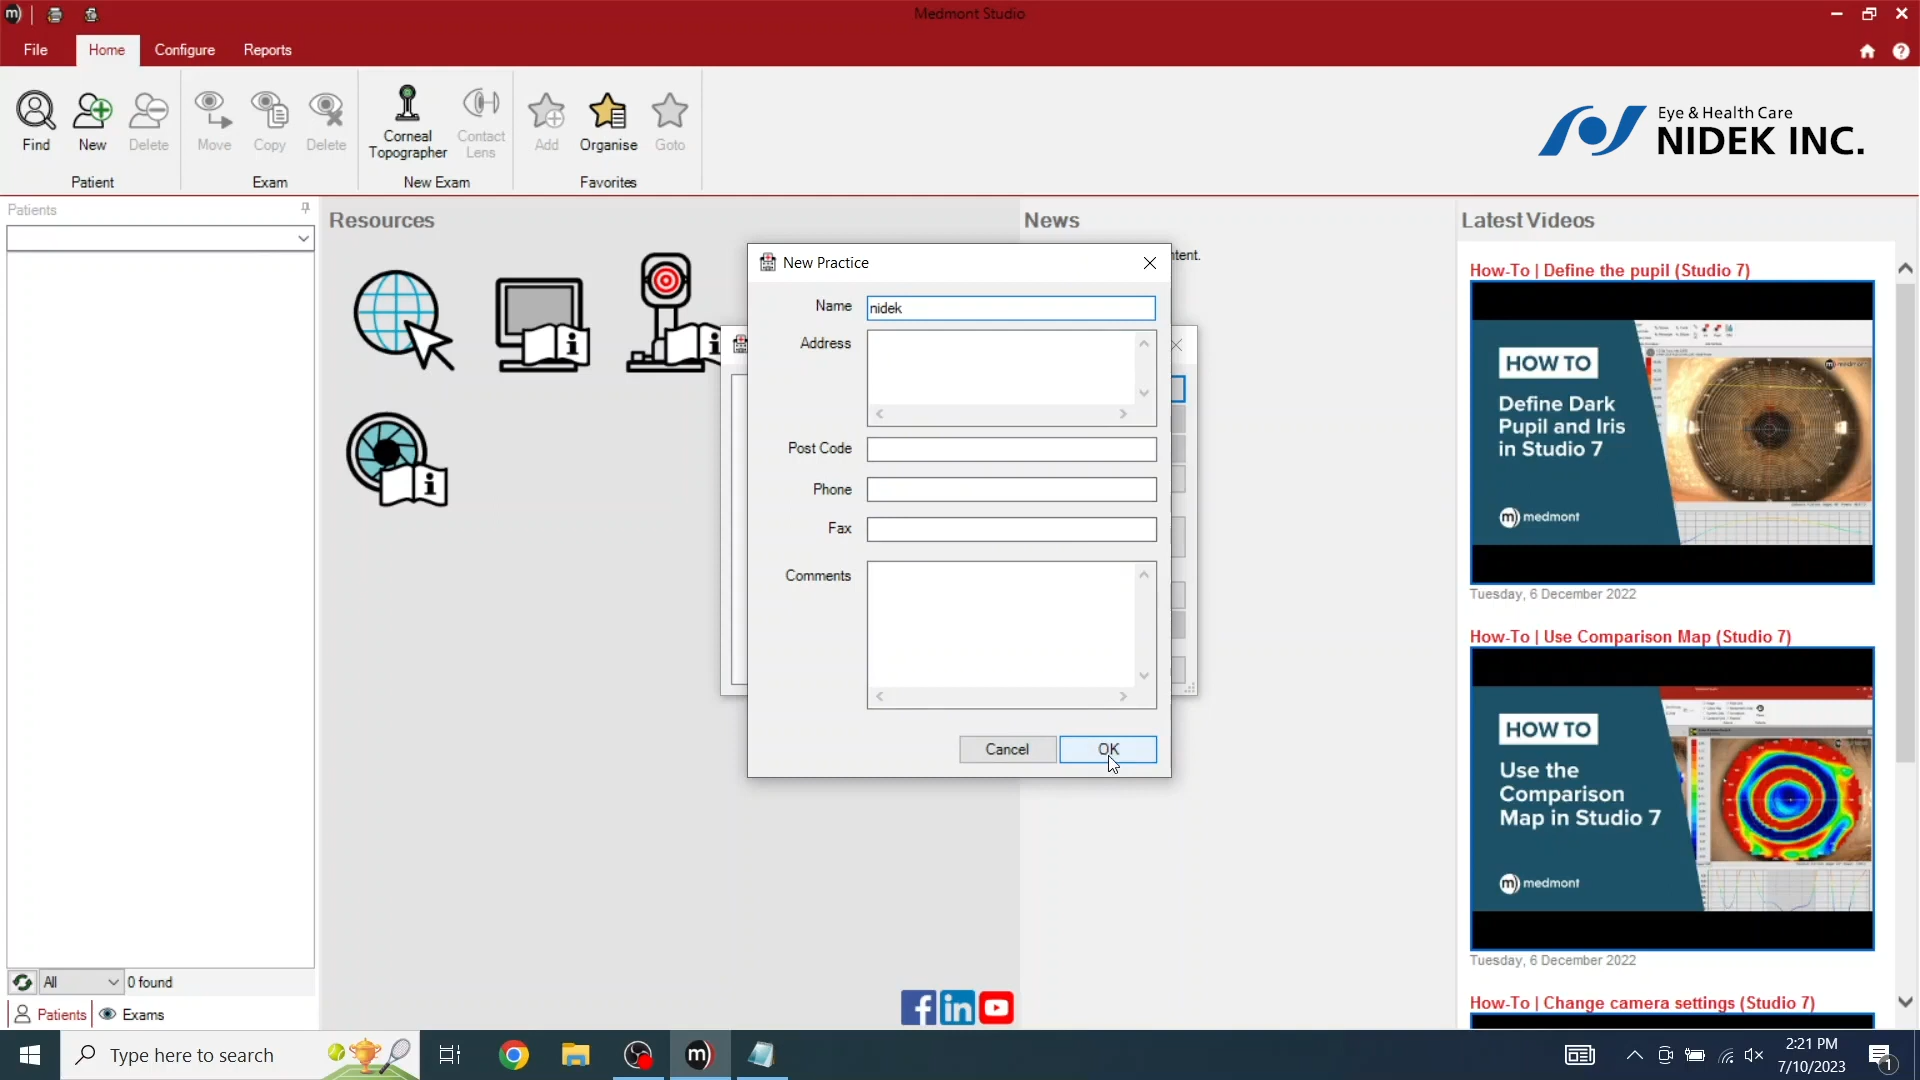 Medmont Studio
File
Home
Configure
Reports
Find
New
Delete
Patient
Move
Copy
Delete
Exam
Corneal
Topographer
Contact
Lens
New Exam
Add
Organise
Goto
Favorites
Eye & Health Care
NIDEK INC.
Patients
Resources
News
Latest Videos
New Practice
Name
nidek
Address
Post Code
Phone
Fax
Comments
Cancel
OK
How-To | Define the pupil (Studio 7)
HOW TO
Define Dark
Pupil and Iris
in Studio 7
m) medmont
Tuesday, 6 December 2022
How-To | Use Comparison Map (Studio 7)
HOW TO
Use the
Comparison
Map in Studio 7
m) medmont
Tuesday, 6 December 2022
How-To | Change camera settings (Studio 7)
All
0 found
Patients
Exams
Type here to search
2:21 PM
7/10/2023
1